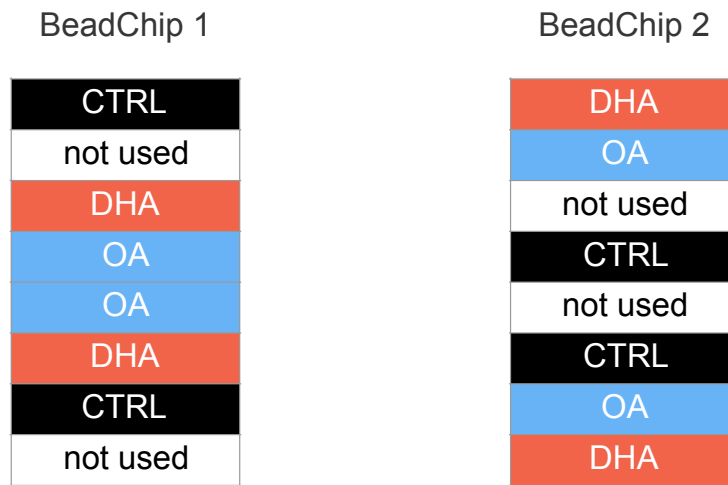 BeadChip 1
CTRL
not used
DHA
OA
OA
DHA
CTRL
not used
BeadChip 2
DHA
OA
not used
CTRL
not used
CTRL
OA
DHA